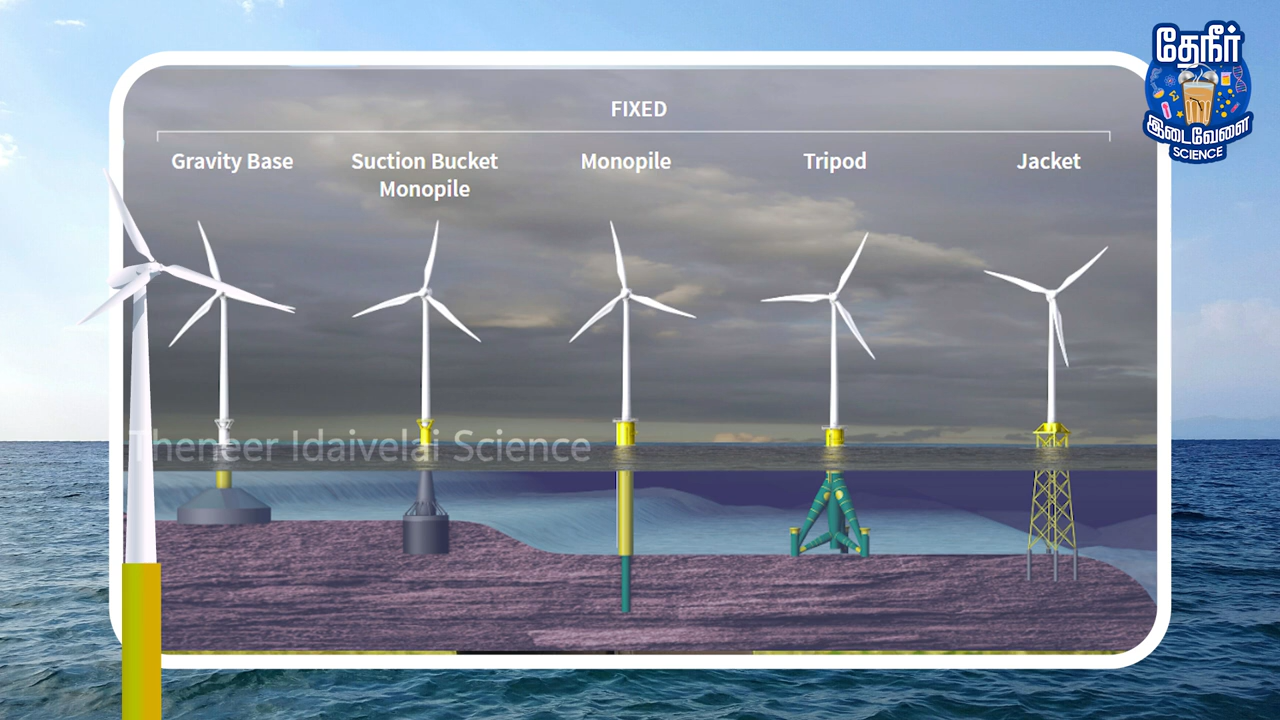 தேநீர்
இடைவேளை
SCIENCE
FIXED
Gravity Base
Suction Bucket
Monopile
Monopile
Tripod
Jacket
Theneer Idaivelai Science